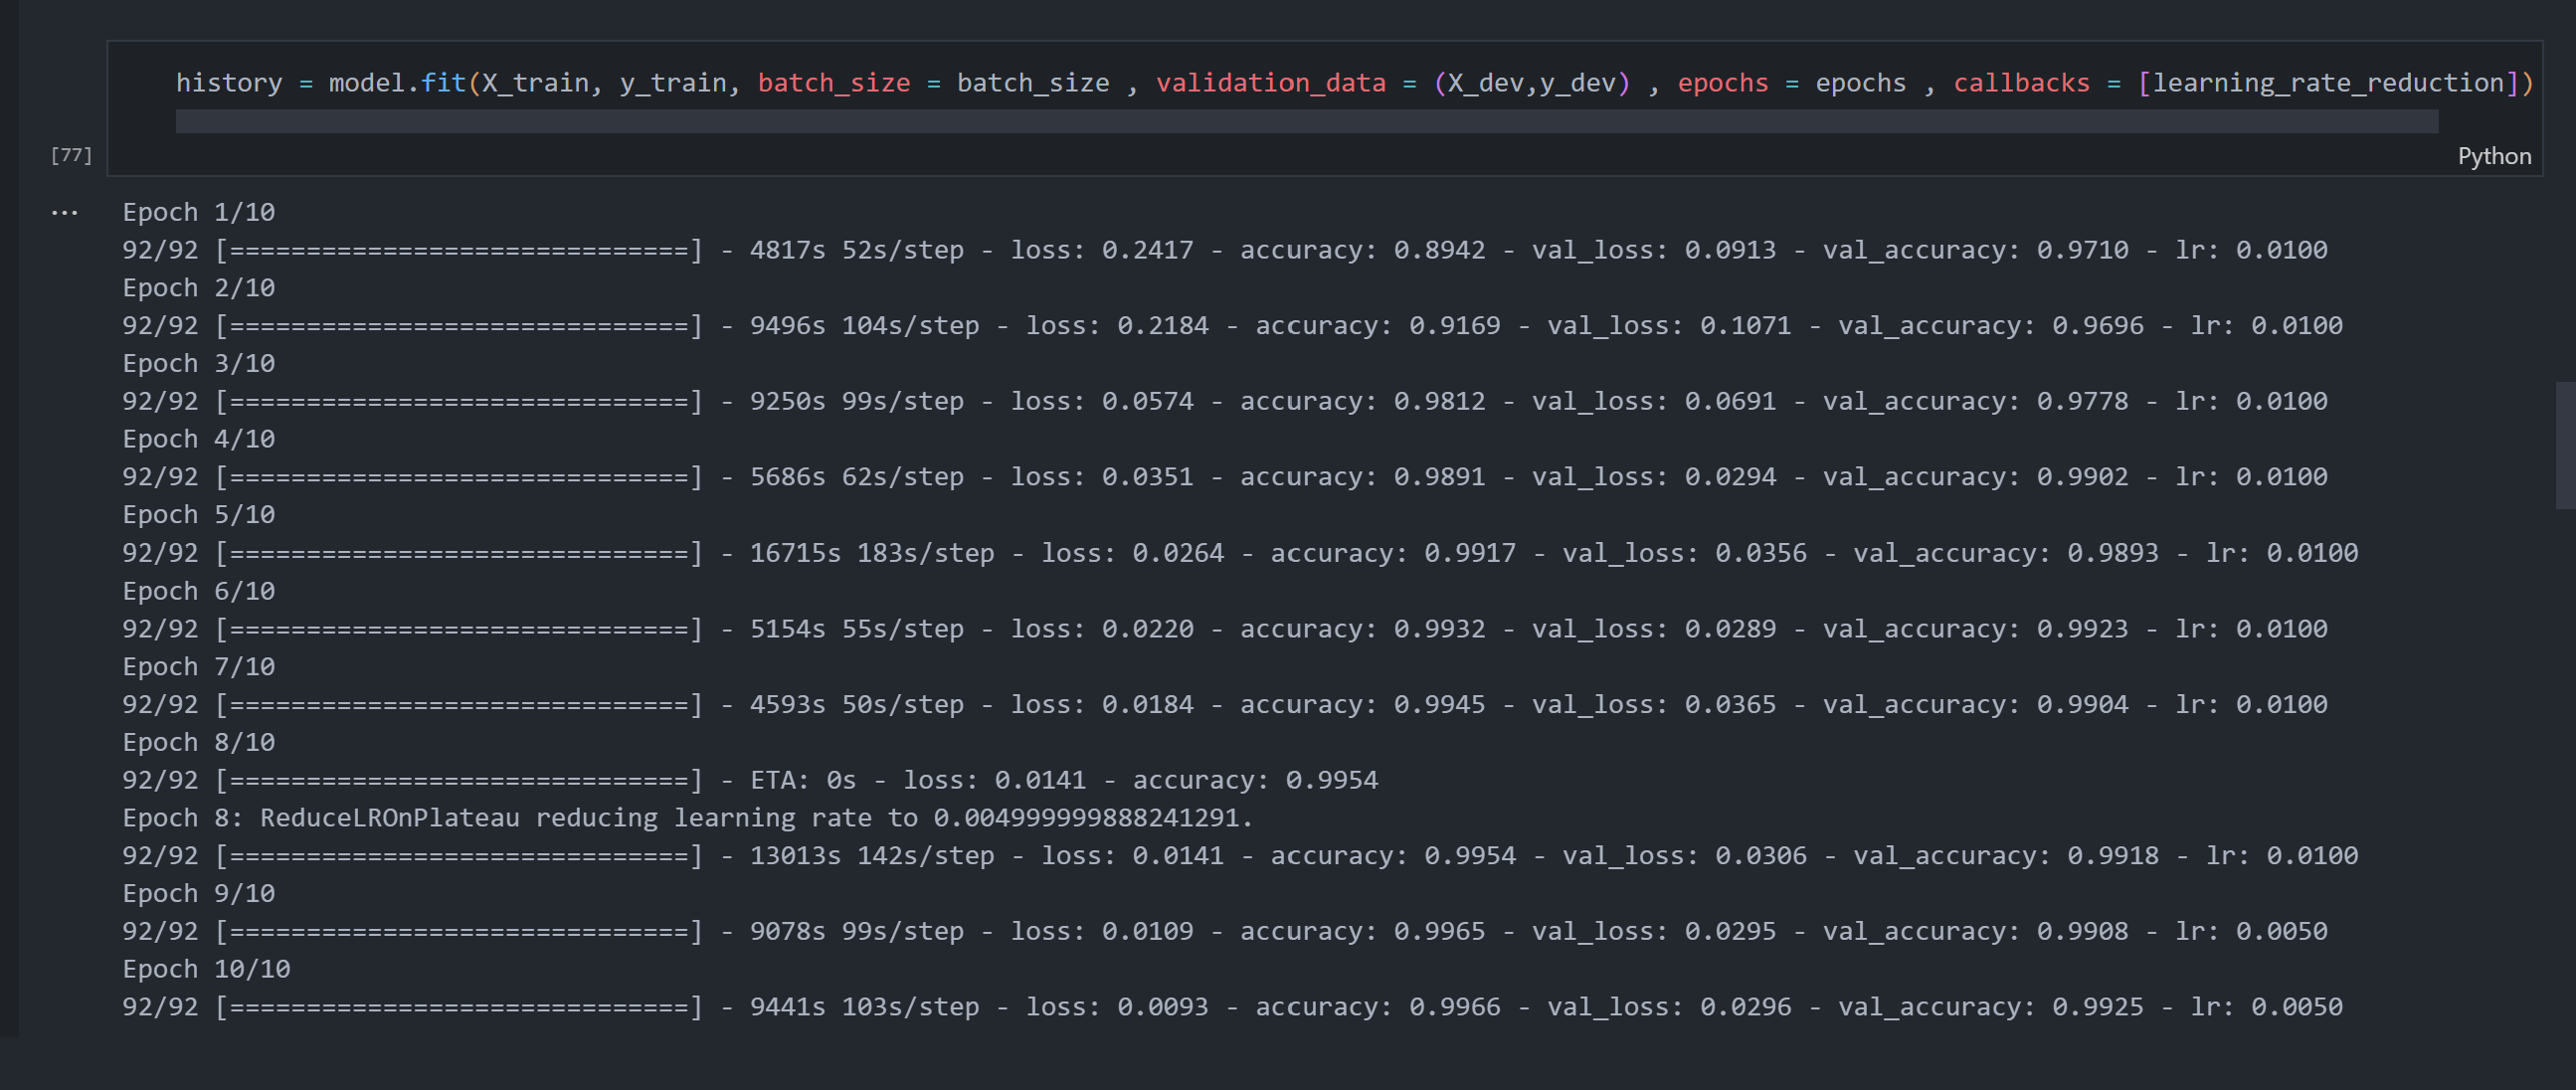 history = model.fit(X_train, y_train, batch_size = batch_size , validation_data = (X_dev,y_dev) , epochs = epochs , callbacks = [learning_rate_reduction])
[77]
Python
...
Epoch 1/10
92/92 [==============================] - 4817s 52s/step - loss: 0.2417 - accuracy: 0.8942 - val_loss: 0.0913 - val_accuracy: 0.9710 - lr: 0.0100
Epoch 2/10
92/92 [==============================] - 9496s 104s/step - loss: 0.2184 - accuracy: 0.9169 - val_loss: 0.1071 - val_accuracy: 0.9696 - lr: 0.0100
Epoch 3/10
92/92 [==============================] - 9250s 99s/step - loss: 0.0574 - accuracy: 0.9812 - val_loss: 0.0691 - val_accuracy: 0.9778 - lr: 0.0100
Epoch 4/10
92/92 [==============================] - 5686s 62s/step - loss: 0.0351 - accuracy: 0.9891 - val_loss: 0.0294 - val_accuracy: 0.9902 - lr: 0.0100
Epoch 5/10
92/92 [==============================] - 16715s 183s/step - loss: 0.0264 - accuracy: 0.9917 - val_loss: 0.0356 - val_accuracy: 0.9893 - lr: 0.0100
Epoch 6/10
92/92 [==============================] - 5154s 55s/step - loss: 0.0220 - accuracy: 0.9932 - val_loss: 0.0289 - val_accuracy: 0.9923 - lr: 0.0100
Epoch 7/10
92/92 [==============================] - 4593s 50s/step - loss: 0.0184 - accuracy: 0.9945 - val_loss: 0.0365 - val_accuracy: 0.9904 - lr: 0.0100
Epoch 8/10
92/92 [==============================] - ETA: 0s - loss: 0.0141 - accuracy: 0.9954
Epoch 8: ReduceLROnPlateau reducing learning rate to 0.004999999888241291.
92/92 [==============================] - 13013s 142s/step - loss: 0.0141 - accuracy: 0.9954 - val_loss: 0.0306 - val_accuracy: 0.9918 - lr: 0.0100
Epoch 9/10
92/92 [==============================] - 9078s 99s/step - loss: 0.0109 - accuracy: 0.9965 - val_loss: 0.0295 - val_accuracy: 0.9908 - lr: 0.0050
Epoch 10/10
92/92 [==============================] - 9441s 103s/step - loss: 0.0093 - accuracy: 0.9966 - val_loss: 0.0296 - val_accuracy: 0.9925 - lr: 0.0050